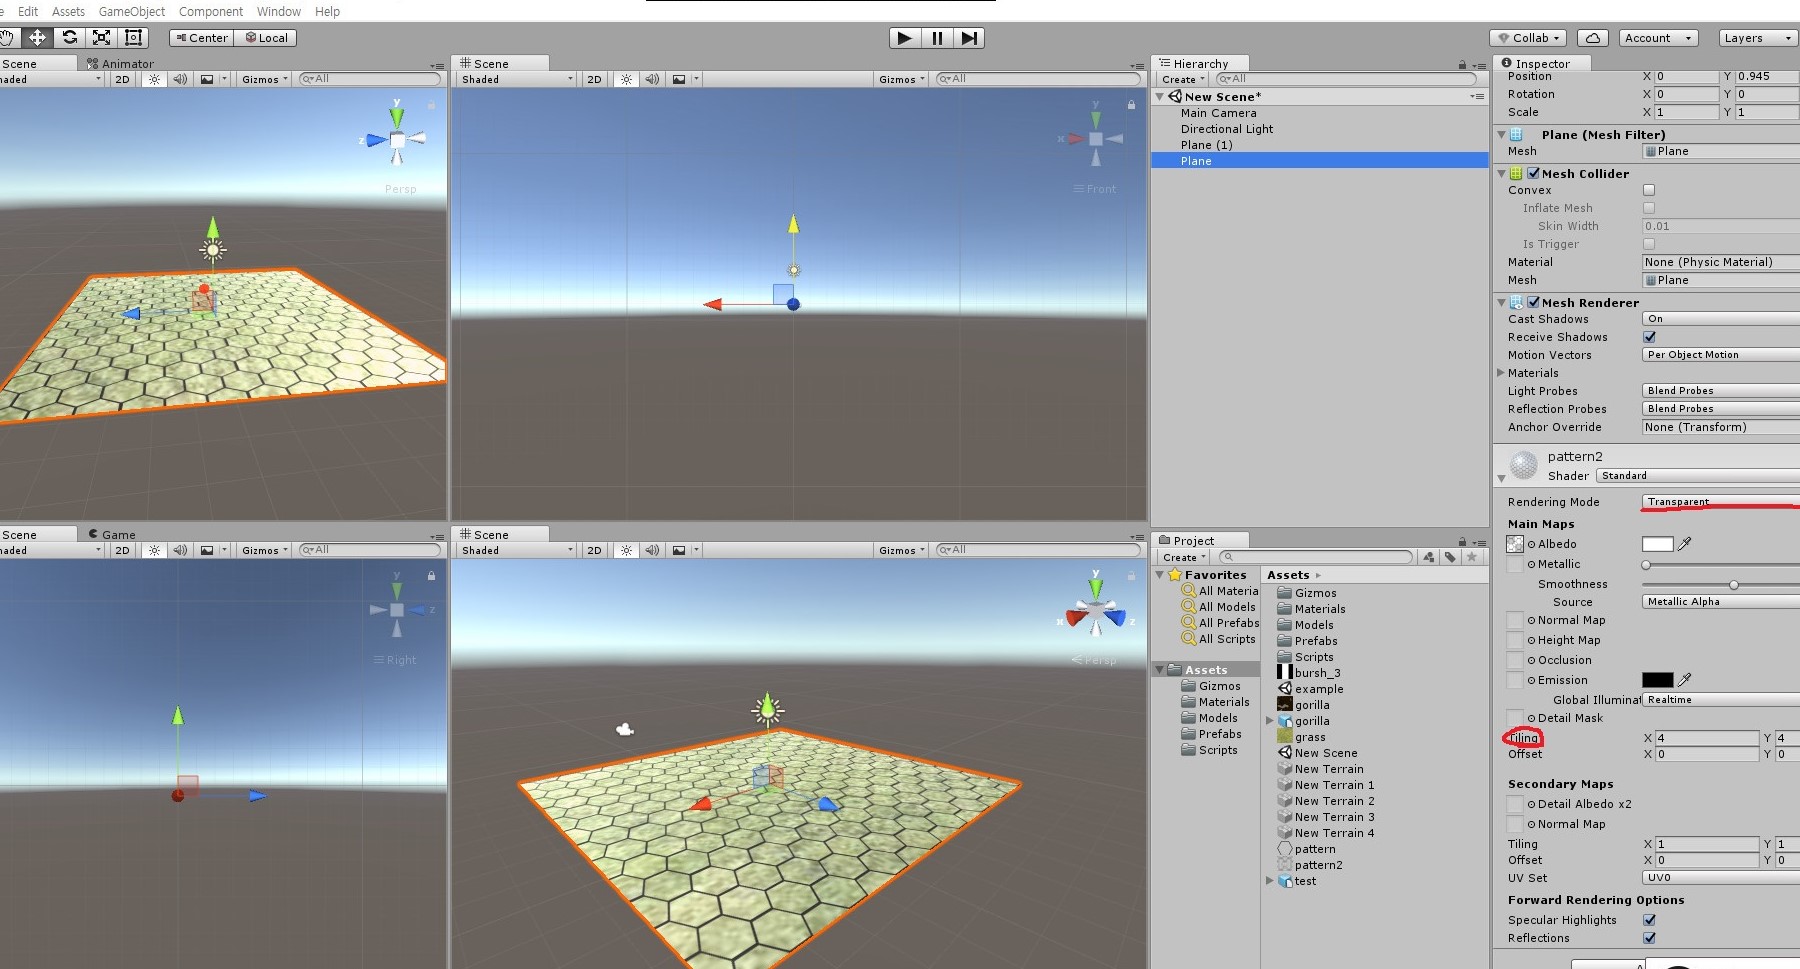 Edit Assets GameObject Component Window Help
Center Local Collab Account Layers
Scene Animator
Shaded 2D Gizmos All
y
z
Persp
Scene
Shaded 2D Gizmos All
y
x
Front
Hierarchy
Create All
New Scene*
Main Camera
Directional Light
Plane (1)
Plane
Scene Game
2D Gizmos All
y
z
Right
Scene
Shaded 2D Gizmos All
y
x z
Persp
Project
Create
Favorites
All Materia
All Models
All Prefabs
All Scripts
Assets
Gizmos
Materials
Models
Prefabs
Scripts
Assets
Gizmos
Materials
Models
Prefabs
Scripts
bursh_3
example
gorilla
gorilla
grass
New Scene
New Terrain
New Terrain 1
New Terrain 2
New Terrain 3
New Terrain 4
pattern
pattern2
test
Inspector
Position X 0 Y 0.945
Rotation X 0 Y 0
Scale X 1 Y 1
Plane (Mesh Filter)
Mesh Plane
Mesh Collider
Convex
Inflate Mesh
Skin Width 0.01
Is Trigger
Material None (Physic Material)
Mesh Plane
Mesh Renderer
Cast Shadows On
Receive Shadows
Motion Vectors Per Object Motion
Materials
Light Probes Blend Probes
Reflection Probes Blend Probes
Anchor Override None (Transform)
pattern2
Shader Standard
Rendering Mode Transparent
Main Maps
Albedo
Metallic
Smoothness
Source Metallic Alpha
Normal Map
Height Map
Occlusion
Emission
Global Illuminat Realtime
Detail Mask
Tiling X 4 Y 4
Offset X 0 Y 0
Secondary Maps
Detail Albedo x2
Normal Map
Tiling X 1 Y 1
Offset X 0 Y 0
UV Set UV0
Forward Rendering Options
Specular Highlights
Reflections